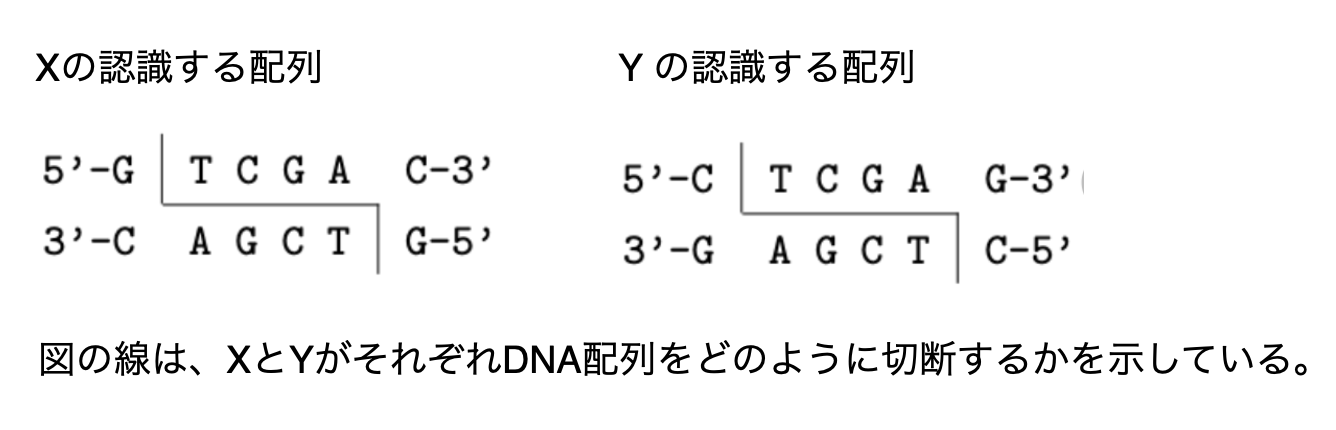 Xの認識する配列 Y の認識する配列
5’-G T C G A C-3’ 5’-C T C G A G-3’
3’-C A G C T G-5’ 3’-G A G C T C-5’
図の線は、XとYがそれぞれDNA配列をどのように切断するかを示している。